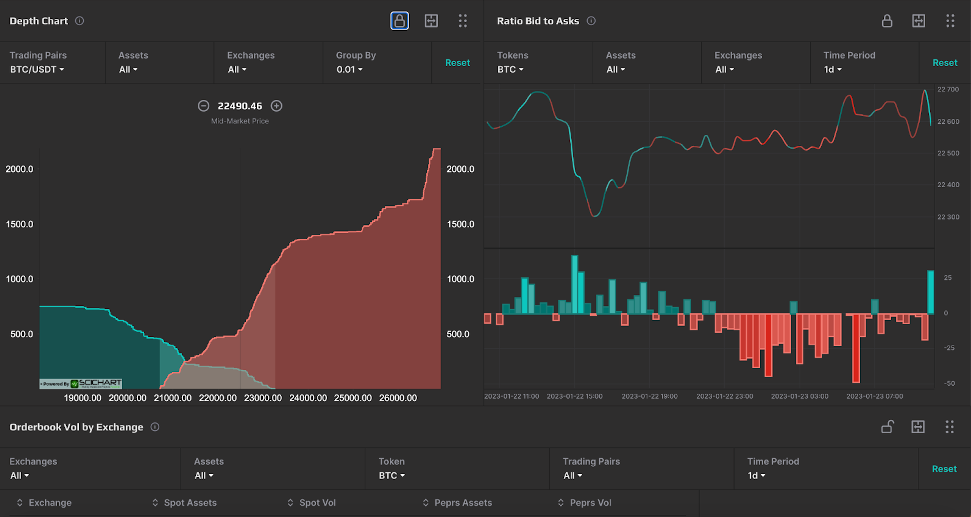 Depth Chart
Trading Pairs Assets Exchanges Group By
BTC/USDT All All 0.01 Reset
22490.46
Mid-Market Price
2000.0 2000.0
1500.0 1500.0
1000.0 1000.0
500.0 500.0
Powered By SCICHART
19000.00 20000.00 21000.00 22000.00 23000.00 24000.00 25000.00 26000.00
Ratio Bid to Asks
Tokens Assets Exchanges Time Period
BTC All All 1d Reset
22 700
22 600
22 500
22 400
22 300
25
0
-25
-50
2023-01-22 11:00 2023-01-22 15:00 2023-01-22 19:00 2023-01-22 23:00 2023-01-23 03:00 2023-01-23 07:00
Orderbook Vol by Exchange
Exchanges Assets Token Trading Pairs Time Period
All All BTC All 1d Reset
Exchange Spot Assets Spot Vol Peprs Assets Peprs Vol